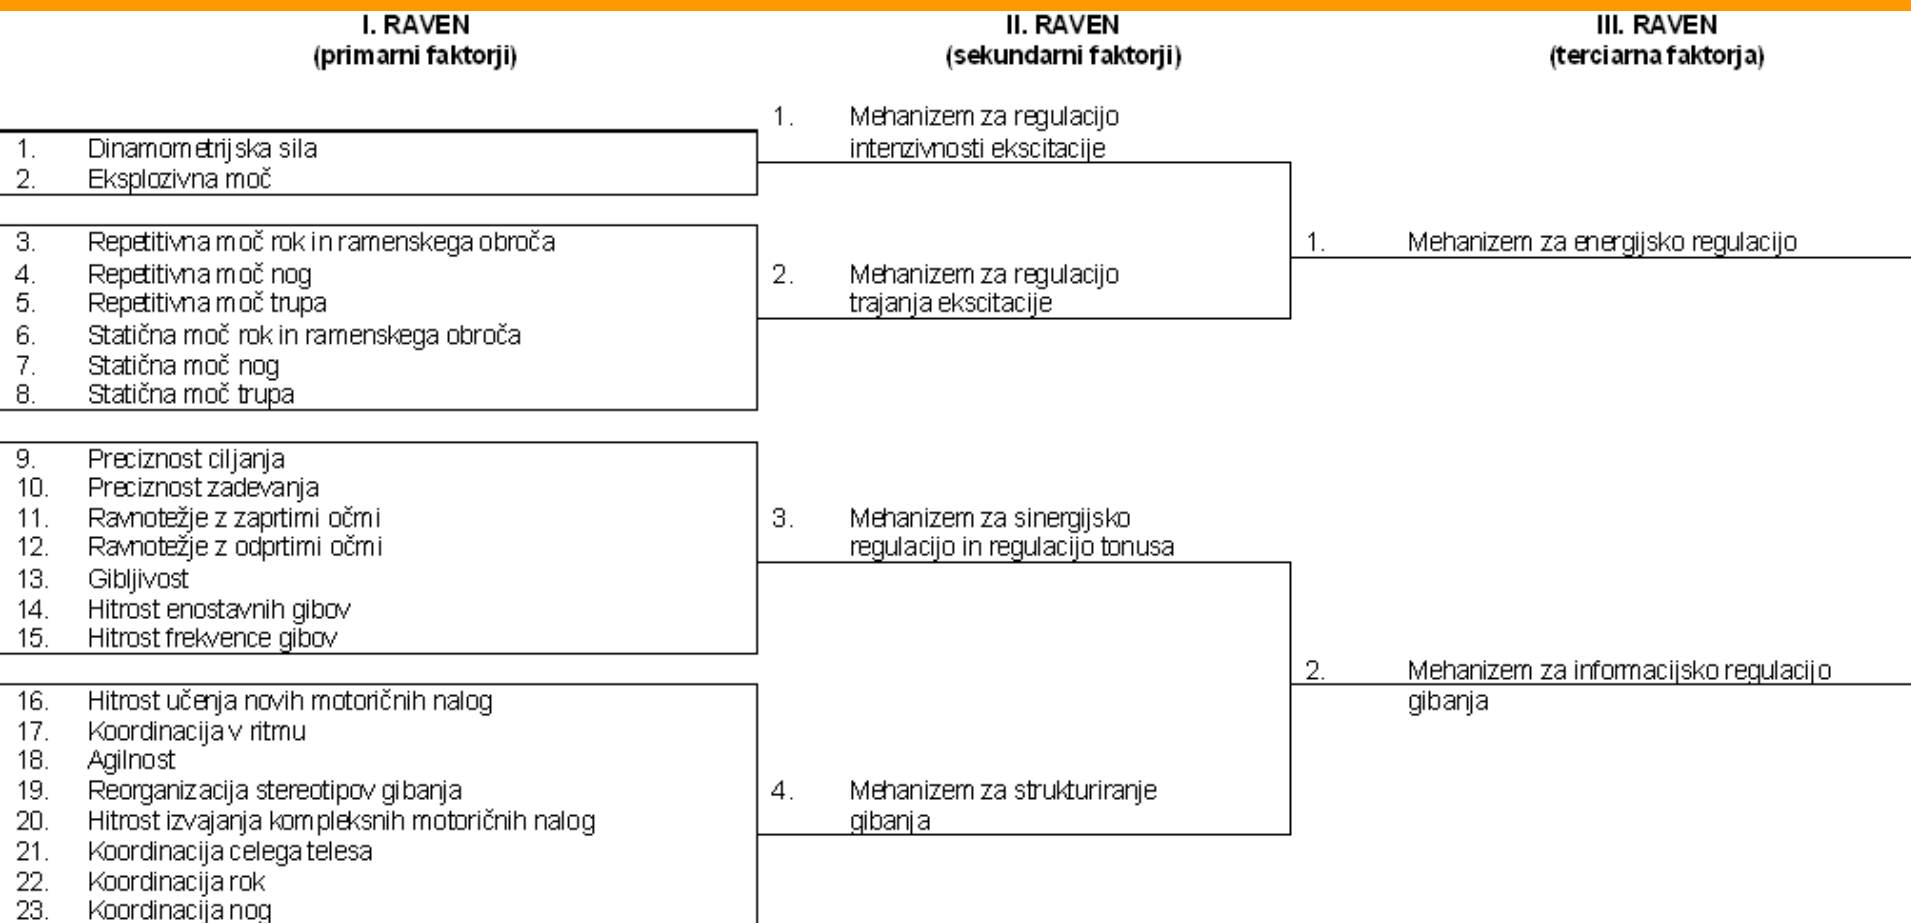 I. RAVEN
(primarni faktorji)
II. RAVEN
(sekundarni faktorji)
III. RAVEN
(terciarna faktorja)
1. Dinamometrijska sila
2. Eksplozivna moč
3. Repetitivna moč rok in ramenskega obroča
4. Repetitivna moč nog
5. Repetitivna moč trupa
6. Statična moč rok in ramenskega obroča
7. Statična moč nog
8. Statična moč trupa
9. Preciznost ciljanja
10. Preciznost zadevanja
11. Ravnotežje z zaprtimi očmi
12. Ravnotežje z odprtimi očmi
13. Gibljivost
14. Hitrost enostavnih gibov
15. Hitrost frekvence gibov
16. Hitrost učenja novih motoričnih nalog
17. Koordinacija v ritmu
18. Agilnost
19. Reorganizacija stereotipov gibanja
20. Hitrost izvajanja kompleksnih motoričnih nalog
21. Koordinacija celega telesa
22. Koordinacija rok
23. Koordinacija nog
1. Mehanizem za regulacijo
intenzivnosti ekscitacije
2. Mehanizem za regulacijo
trajanja ekscitacije
3. Mehanizem za sinergijsko
regulacijo in regulacijo tonusa
4. Mehanizem za strukturiranje
gibanja
1. Mehanizem za energijsko regulacijo
2. Mehanizem za informacijsko regulacijo
gibanja